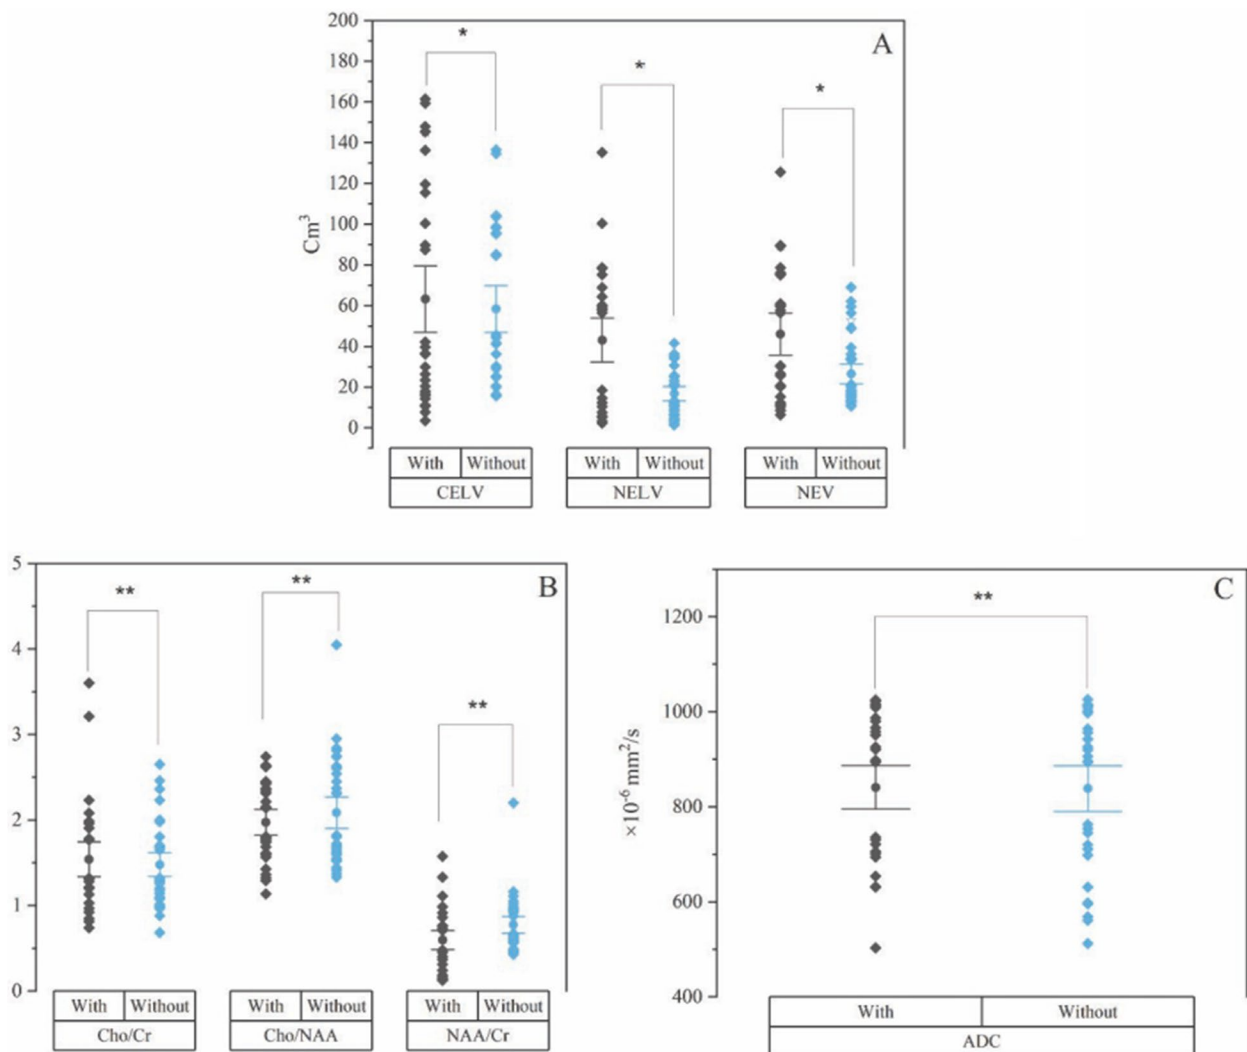 200
A
*
180
*
160
*
140
120
Cm³
100
80
60
40
20
0
With Without With Without With Without
CELV NELV NEV
5
B
**
**
4
3
**
2
1
0
With Without With Without With Without
Cho/Cr Cho/NAA NAA/Cr
C
**
1200
1000
×10⁻⁶ mm²/s
800
600
400
With Without
ADC